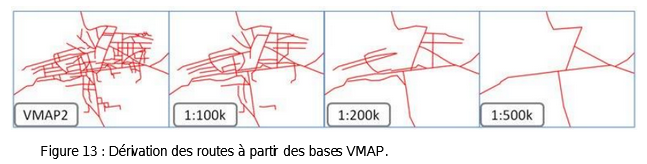 VMAP2
1:100k
1:200k
1:500k
Figure 13 : Dérivation des routes à partir des bases VMAP.